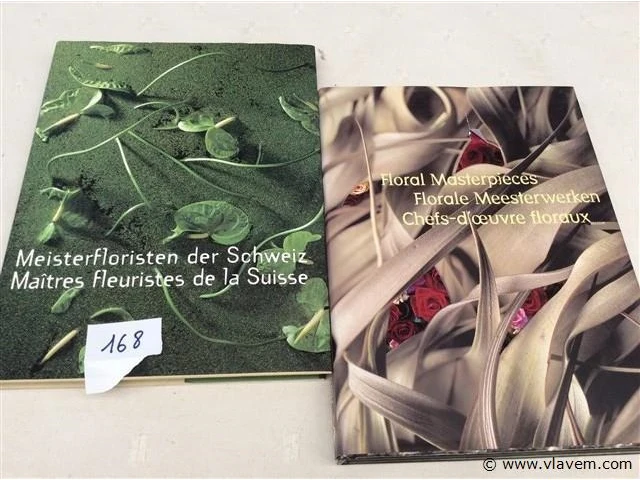 Meisterfloristen der Schweiz
Maîtres fleuristes de la Suisse
168
Floral Masterpieces
Florale Meesterwerken
Chefs-d'œuvre floraux
© www.vlavem.com